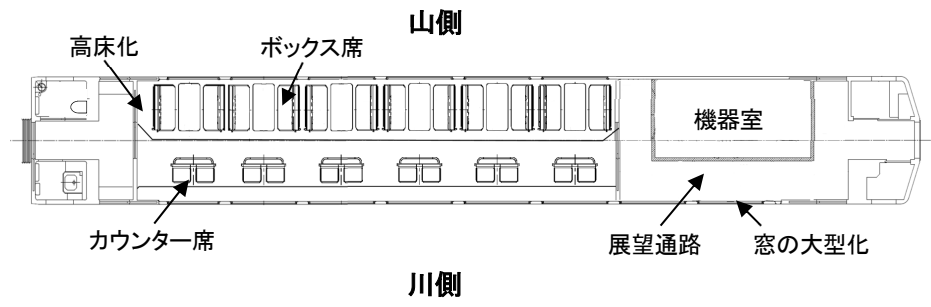 山側
高床化
ボックス席
機器室
カウンター席
展望通路
窓の大型化
川側